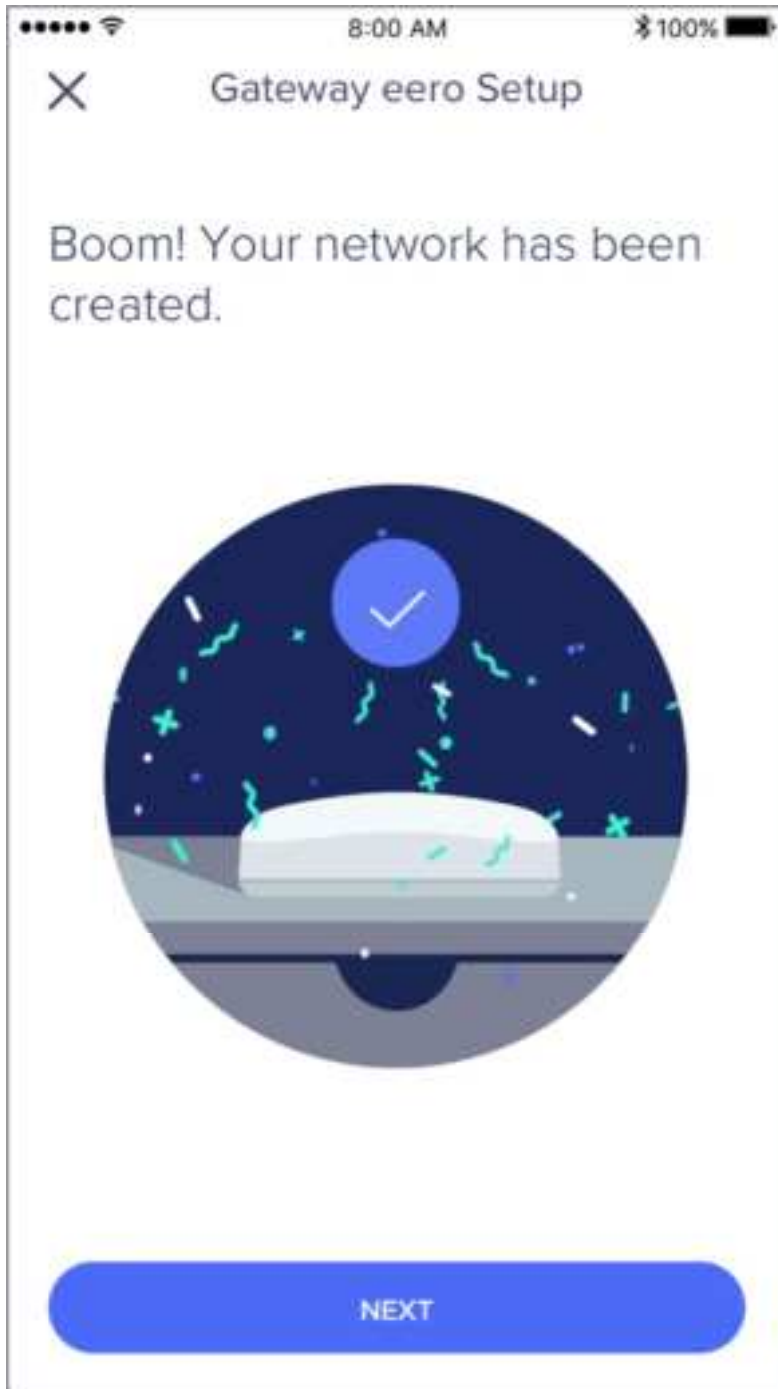 8:00 AM
100%
Gateway eero Setup
Boom! Your network has been
created.
NEXT